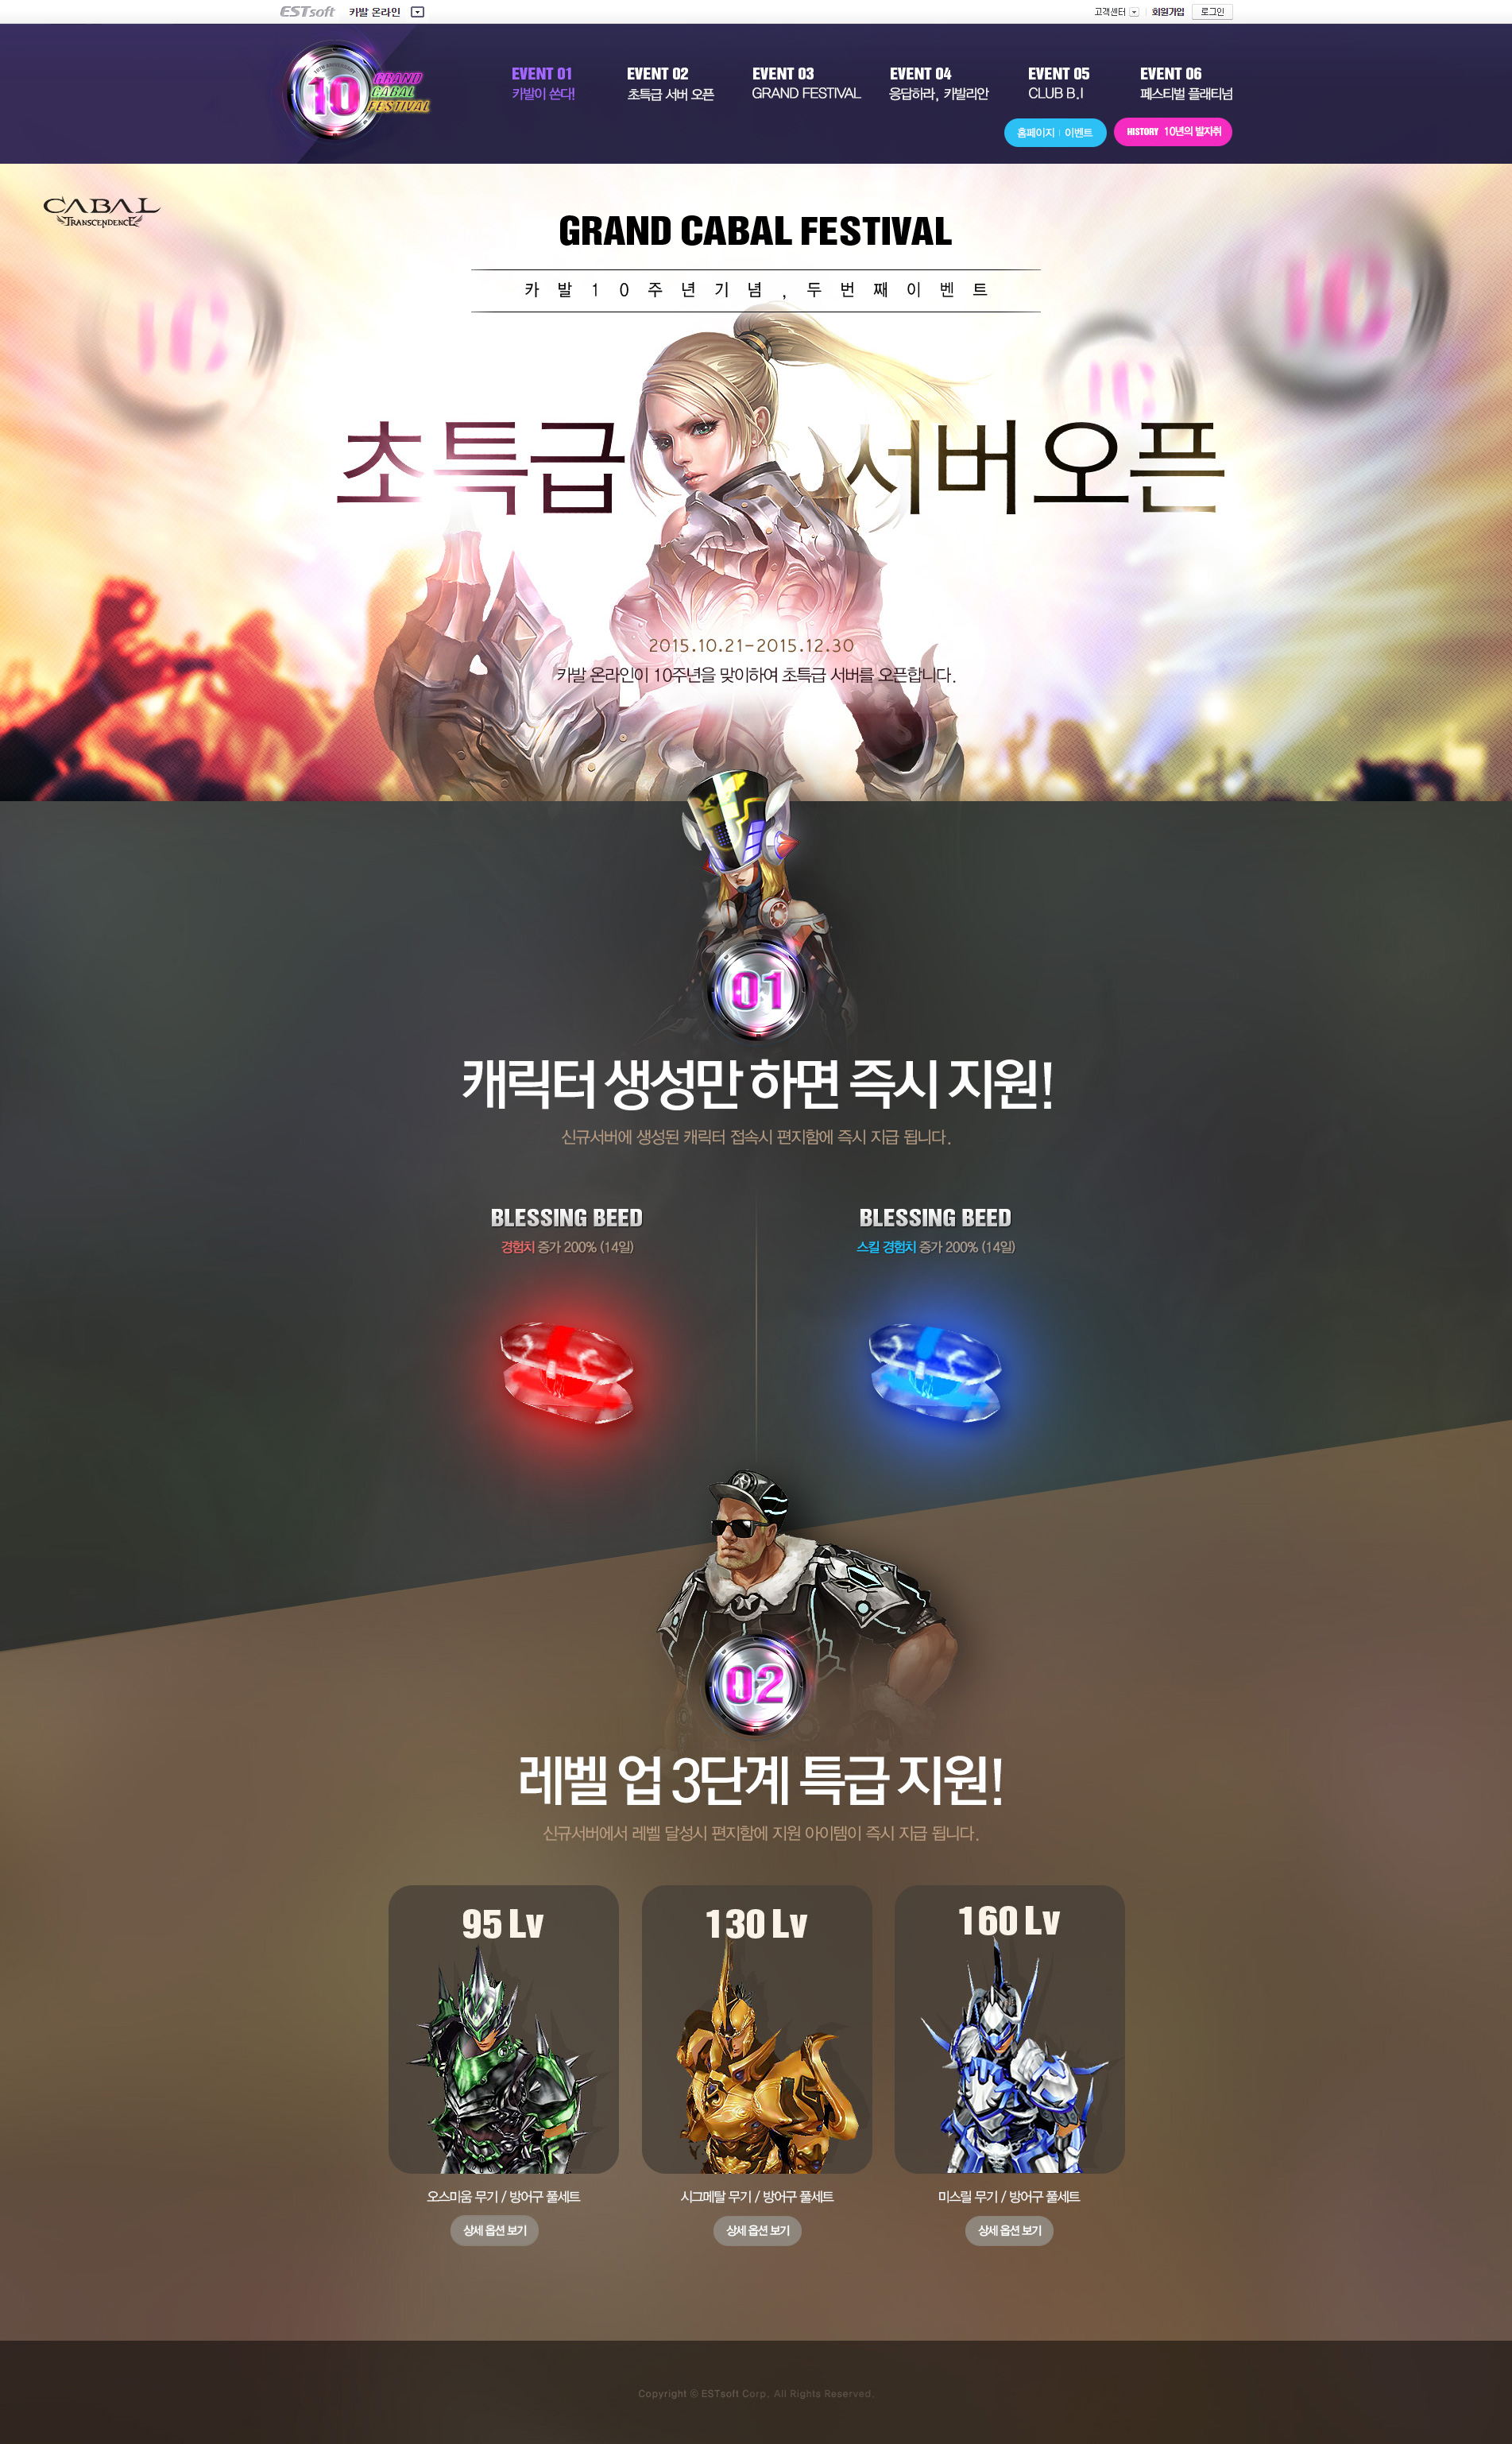 ESTsoft 카발 온라인
고객센터 회원가입 로그인
10TH ANNIVERSARY
10 GRAND CABAL FESTIVAL
EVENT 01
카발이 쏜다!
EVENT 02
초특급 서버 오픈
EVENT 03
GRAND FESTIVAL
EVENT 04
응답하라, 카발리안
EVENT 05
CLUB B.I
EVENT 06
페스티벌 플래티넘
홈페이지 | 이벤트
HISTORY 10년의 발자취
CABAL
TRANSCENDENCE
GRAND CABAL FESTIVAL
카발10주년기념,두번째이벤트
초특급 서버오픈
2015.10.21-2015.12.30
카발 온라인이 10주년을 맞이하여 초특급 서버를 오픈합니다.
01
캐릭터 생성만 하면 즉시 지원!
신규서버에 생성된 캐릭터 접속시 편지함에 즉시 지급 됩니다.
BLESSING BEED
경험치 증가 200% (14일)
BLESSING BEED
스킬 경험치 증가 200% (14일)
02
레벨 업 3단계 특급 지원!
신규서버에서 레벨 달성시 편지함에 지원 아이템이 즉시 지급 됩니다.
95 Lv
오스미움 무기 / 방어구 풀세트
상세 옵션 보기
130 Lv
시그메탈 무기 / 방어구 풀세트
상세 옵션 보기
160 Lv
미스릴 무기 / 방어구 풀세트
상세 옵션 보기
Copyright © ESTsoft Corp. All Rights Reserved.